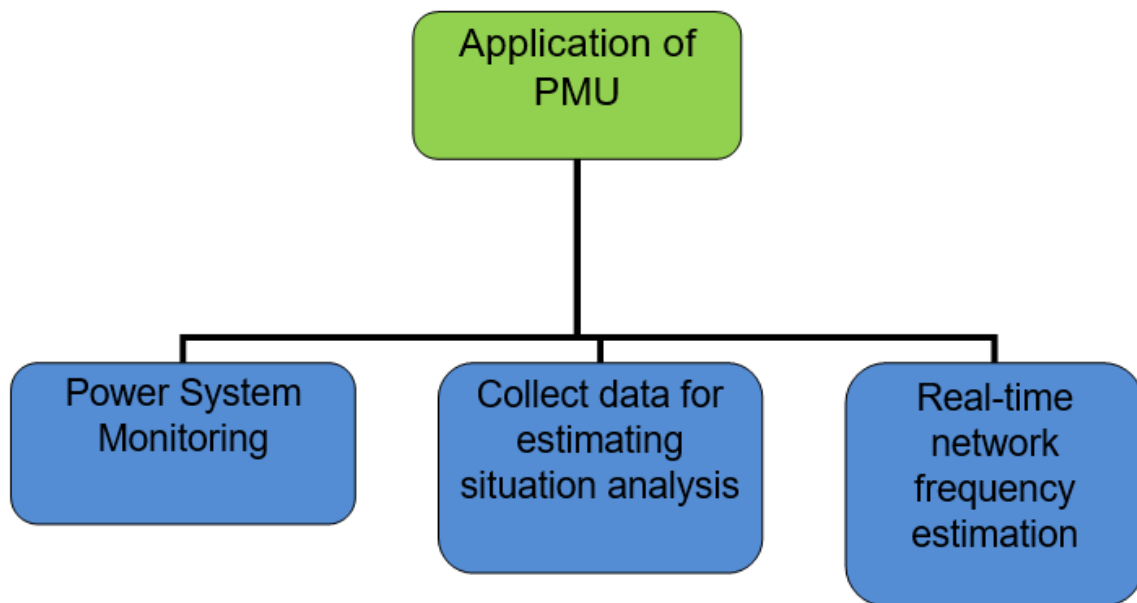 Application of
PMU
Power System
Monitoring
Collect data for
estimating
situation analysis
Real-time
network
frequency
estimation